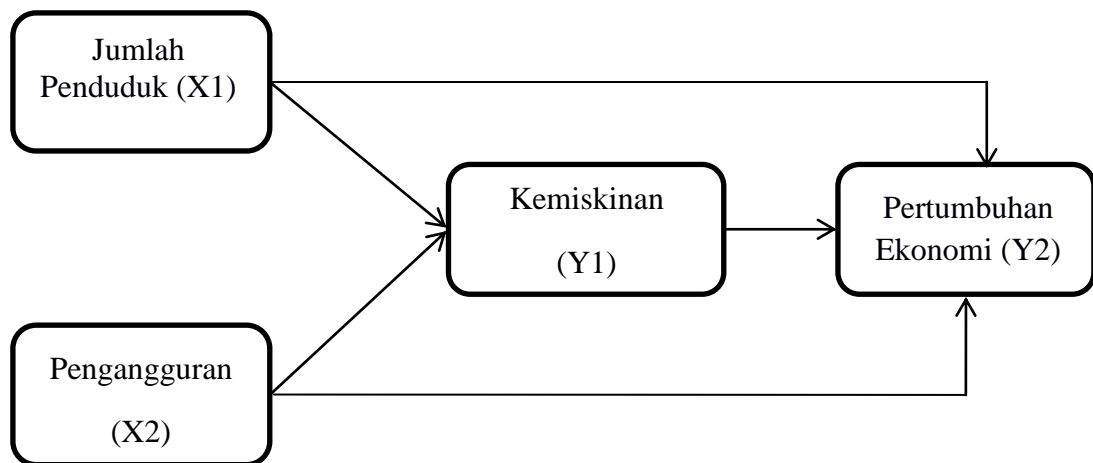 Jumlah
Penduduk (X1)
Kemiskinan
(Y1)
Pertumbuhan
Ekonomi (Y2)
Pengangguran
(X2)